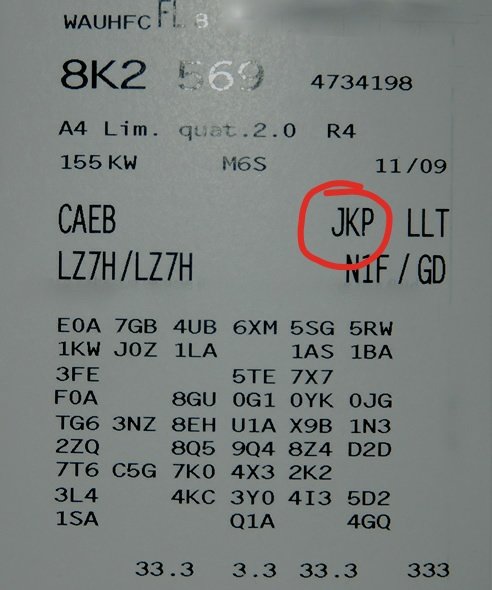 WAUHFC FL 8
8K2 569 4734198
A4 Lim. quat.2.0 R4
155 KW M6S 11/09
CAEB JKP LLT
LZ7H/LZ7H N1F / GD
E0A 7GB 4UB 6XM 5SG 5RW
1KW J0Z 1LA 1AS 1BA
3FE 5TE 7X7
F0A 8GU 0G1 0YK 0JG
TG6 3NZ 8EH U1A X9B 1N3
2ZQ 8Q5 9Q4 8Z4 D2D
7T6 C5G 7K0 4X3 2K2
3L4 4KC 3Y0 4I3 5D2
1SA Q1A 4GQ
33.3 3.3 33.3 333